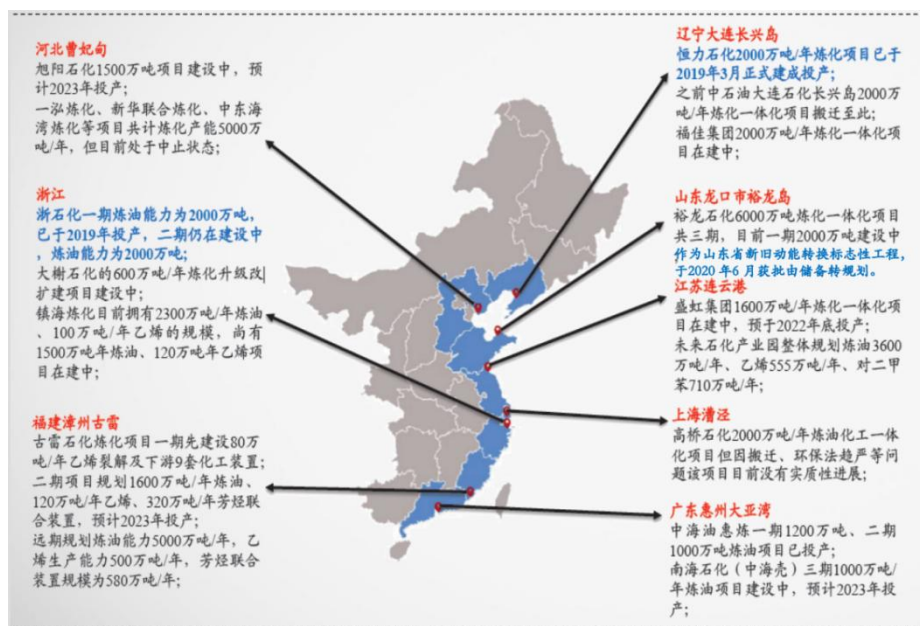 河北曹妃甸
旭阳石化1500万吨项目建设中，预
计2023年投产；
一泓炼化、新华联合炼化、中东海
湾炼化等项目共计炼化产能5000万
吨/年，但目前处于中止状态；
浙江
浙石化一期炼油能力为2000万吨，
已于2019年投产，二期仍在建设中
，炼油能力为2000万吨；
大榭石化的600万吨/年炼化升级改
扩建项目建设中；
镇海炼化目前拥有2300万吨/年炼油
、100万吨/年乙烯的规模，尚有
1500万吨年炼油、120万吨年乙烯项
目在建中；
福建漳州古雷
古雷石化炼化项目一期先建设80万
吨/年乙烯裂解及下游9套化工装置；
二期项目规划1600万吨/年炼油、
120万吨/年乙烯、320万吨/年芳烃联
合装置，预计2023年投产；
远期规划炼油能力5000万吨/年，乙
烯生产能力500万吨/年，芳烃联合
装置规模为580万吨/年；
辽宁大连长兴岛
恒力石化2000万吨/年炼化项目已于
2019年3月正式建成投产；
之前中石油大连石化长兴岛2000万
吨/年炼化一体化项目搬迁至此；
福佳集团2000万吨/年炼化一体化项
目在建中；
山东龙口市裕龙岛
裕龙石化6000万吨炼化一体化项目
共三期，目前一期2000万吨建设中
作为山东省新旧动能转换标志性工程，
于2020 年6 月获批由储备转规划。
江苏连云港
盛虹集团1600万吨/年炼化一体化项
目在建中，预于2022年底投产；
未来石化产业园整体规划炼油3600
万吨/年、乙烯555万吨/年、对二甲
苯710万吨/年；
上海漕泾
高桥石化2000万吨/年炼油化工一体
化项目但因搬迁、环保法趋严等问
题该项目目前没有实质性进展；
广东惠州大亚湾
中海油惠炼一期1200万吨、二期
1000万吨炼油项目已投产；
南海石化（中海壳）三期1000万吨/
年炼油项目建设中，预计2023年投
产；